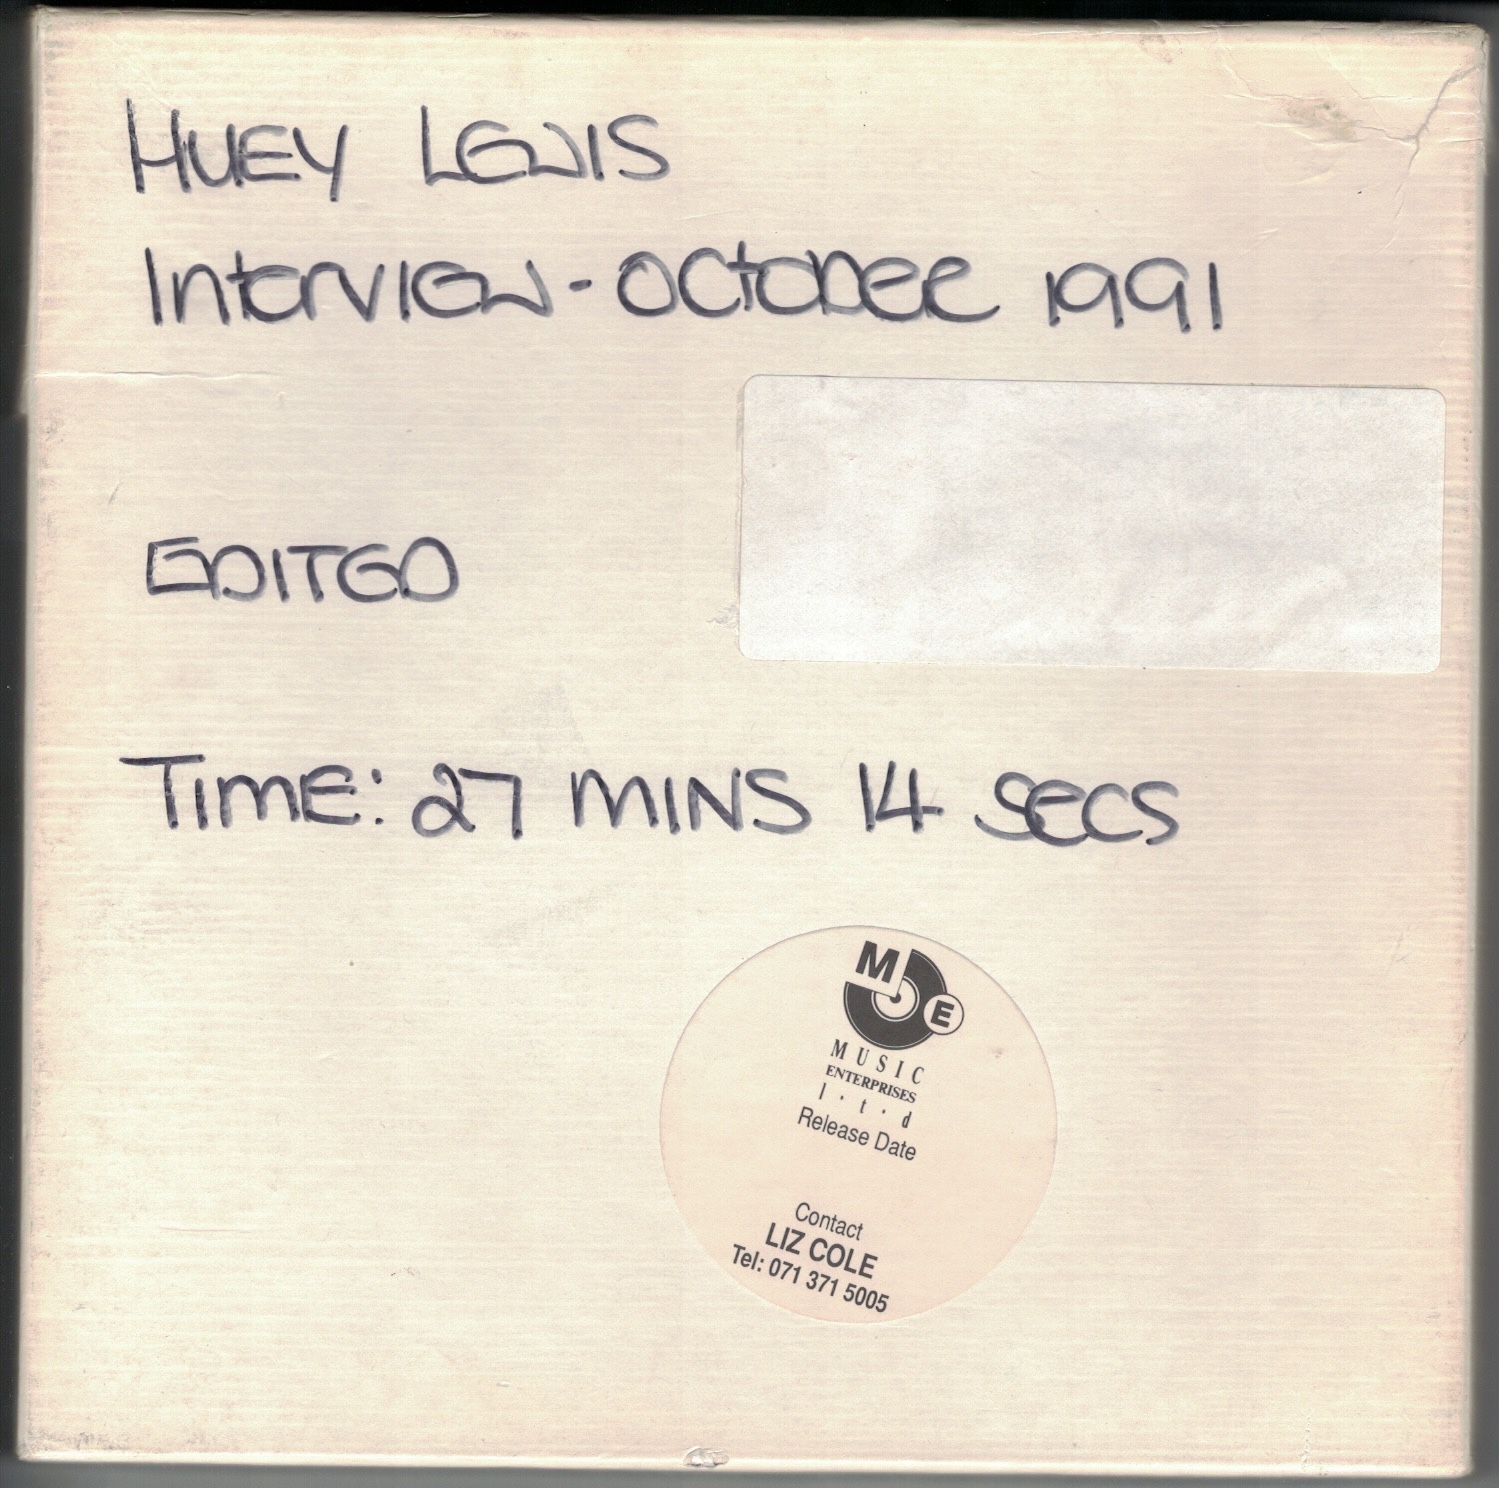 HUEY LEWIS
INTERVIEW - OCTOBER 1991
EDITED
TIME: 27 MINS 14 SECS
M E
MUSIC
ENTERPRISES
l · t · d
Release Date
Contact
LIZ COLE
Tel: 071 371 5005